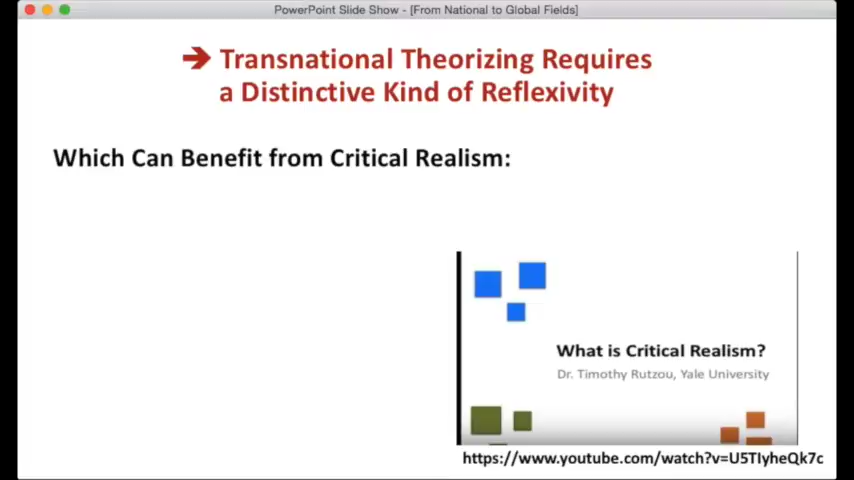 PowerPoint Slide Show - [From National to Global Fields]
➔ Transnational Theorizing Requires
a Distinctive Kind of Reflexivity
Which Can Benefit from Critical Realism:
What is Critical Realism?
Dr. Timothy Rutzou, Yale University
https://www.youtube.com/watch?v=U5TIyheQk7c